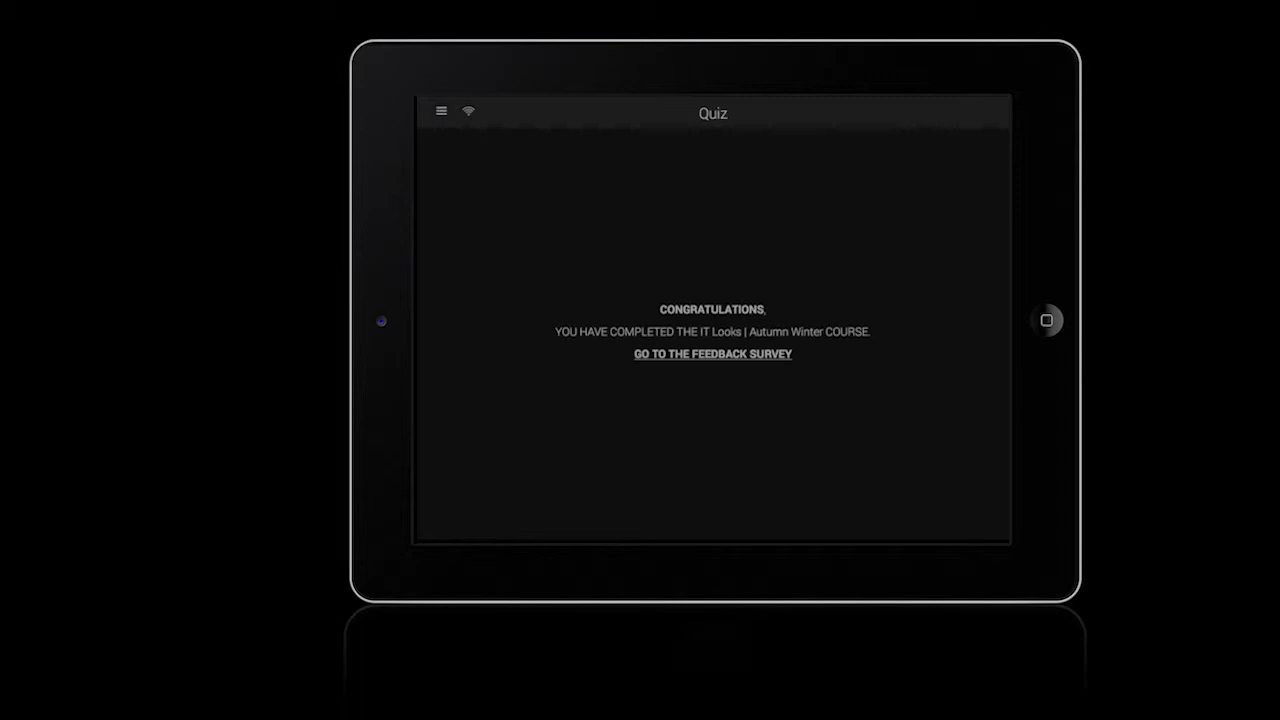 Quiz
CONGRATULATIONS,
YOU HAVE COMPLETED THE IT Looks | Autumn Winter COURSE.
GO TO THE FEEDBACK SURVEY